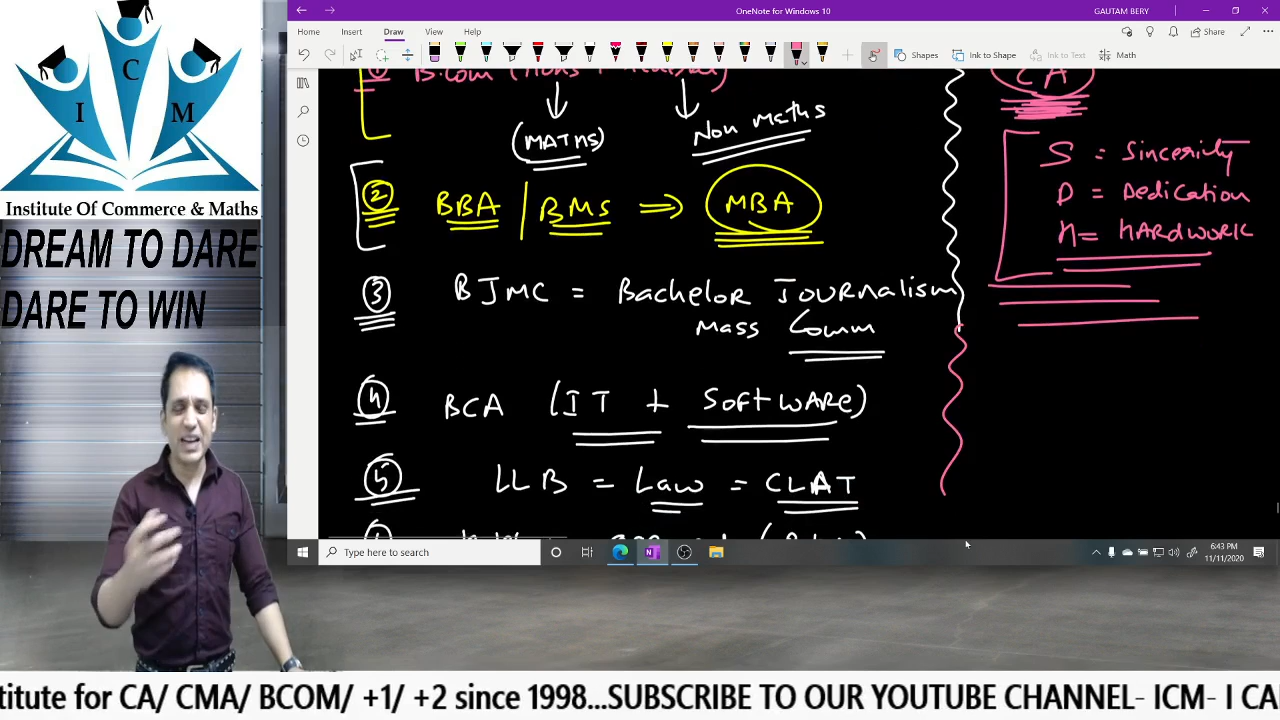 I
C
M
Institute Of Commerce & Maths
DREAM TO DARE
DARE TO WIN
OneNote for Windows 10
GAUTAM BERY
Home Insert Draw View Help
Share
Shapes
Ink to Shape
Ink to Text
Math
① B.com
(MATHS)
Non maths
② BBA | BMS ⇒ MBA
③ BJMC = Bachelor Journalism
mass Comm
④ BCA (IT + Software)
⑤ LLB = Law = CLAT
CA
S = Sincerity
D = Dedication
H = HARDWORK
Type here to search
6:43 PM
11/11/2020
titute for CA/ CMA/ BCOM/ +1/ +2 since 1998...SUBSCRIBE TO OUR YOUTUBE CHANNEL- ICM- I CA